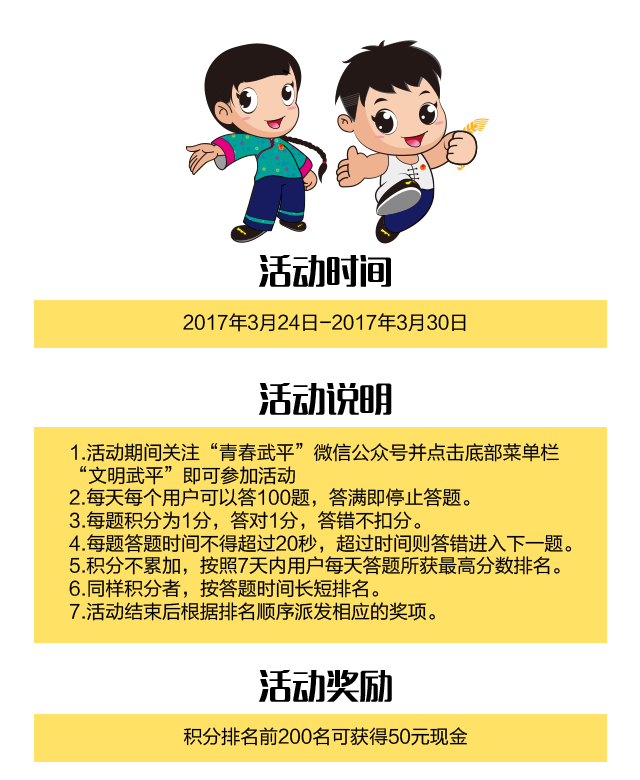 活动时间
2017年3月24日-2017年3月30日
活动说明
1.活动期间关注“青春武平”微信公众号并点击底部菜单栏
“文明武平”即可参加活动
2.每天每个用户可以答100题，答满即停止答题。
3.每题积分为1分，答对1分，答错不扣分。
4.每题答题时间不得超过20秒，超过时间则答错进入下一题。
5.积分不累加，按照7天内用户每天答题所获最高分数排名。
6.同样积分者，按答题时间长短排名。
7.活动结束后根据排名顺序派发相应的奖项。
活动奖励
积分排名前200名可获得50元现金